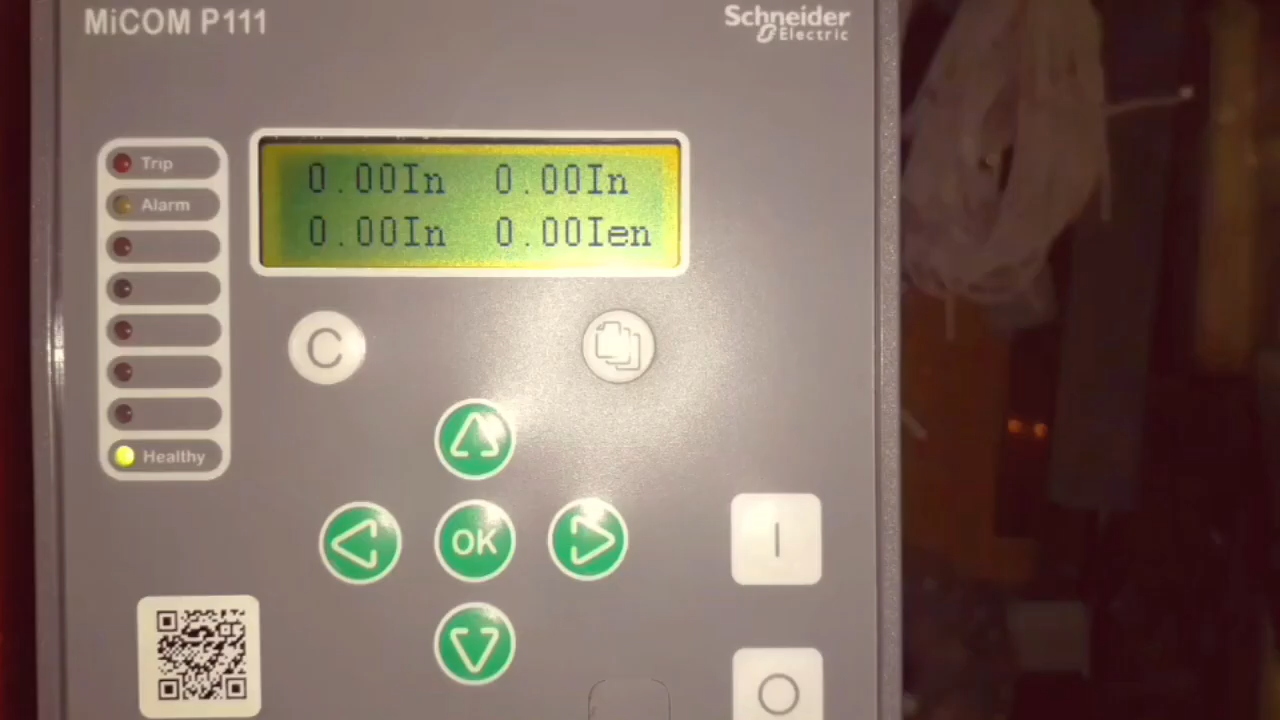 MiCOM P111
Schneider
Electric
Trip
Alarm
Healthy
0.00In 0.00In
0.00In 0.00Ien
C
OK
I
O